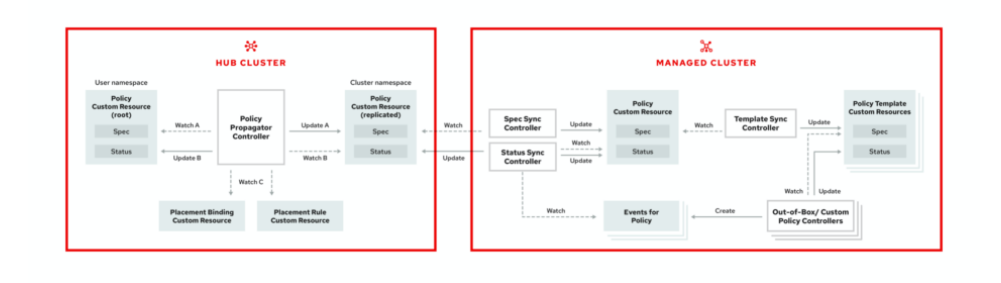 HUB CLUSTER
User namespace
Cluster namespace
Policy
Custom Resource
(root)
Spec
Status
Watch A
Update B
Policy
Propagator
Controller
Update A
Watch B
Policy
Custom Resource
(replicated)
Spec
Status
Watch C
Placement Binding
Custom Resource
Placement Rule
Custom Resource
Watch
Update
MANAGED CLUSTER
Spec Sync
Controller
Status Sync
Controller
Update
Watch
Update
Policy
Custom Resource
Spec
Status
Watch
Template Sync
Controller
Update
Policy Template
Custom Resources
Spec
Status
Watch
Update
Watch
Events for
Policy
Create
Out-of-Box/ Custom
Policy Controllers